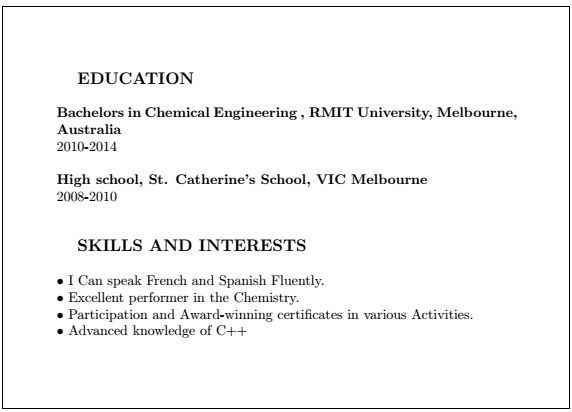 EDUCATION
Bachelors in Chemical Engineering , RMIT University, Melbourne,
Australia
2010-2014
High school, St. Catherine's School, VIC Melbourne
2008-2010
SKILLS AND INTERESTS
• I Can speak French and Spanish Fluently.
• Excellent performer in the Chemistry.
• Participation and Award-winning certificates in various Activities.
• Advanced knowledge of C++